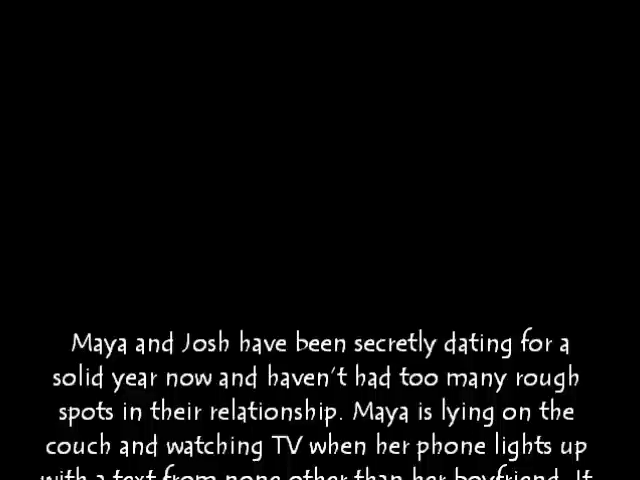 Maya and Josh have been secretly dating for a
solid year now and haven't had too many rough
spots in their relationship. Maya is lying on the
couch and watching TV when her phone lights up
with a text from none other than her boyfriend. It